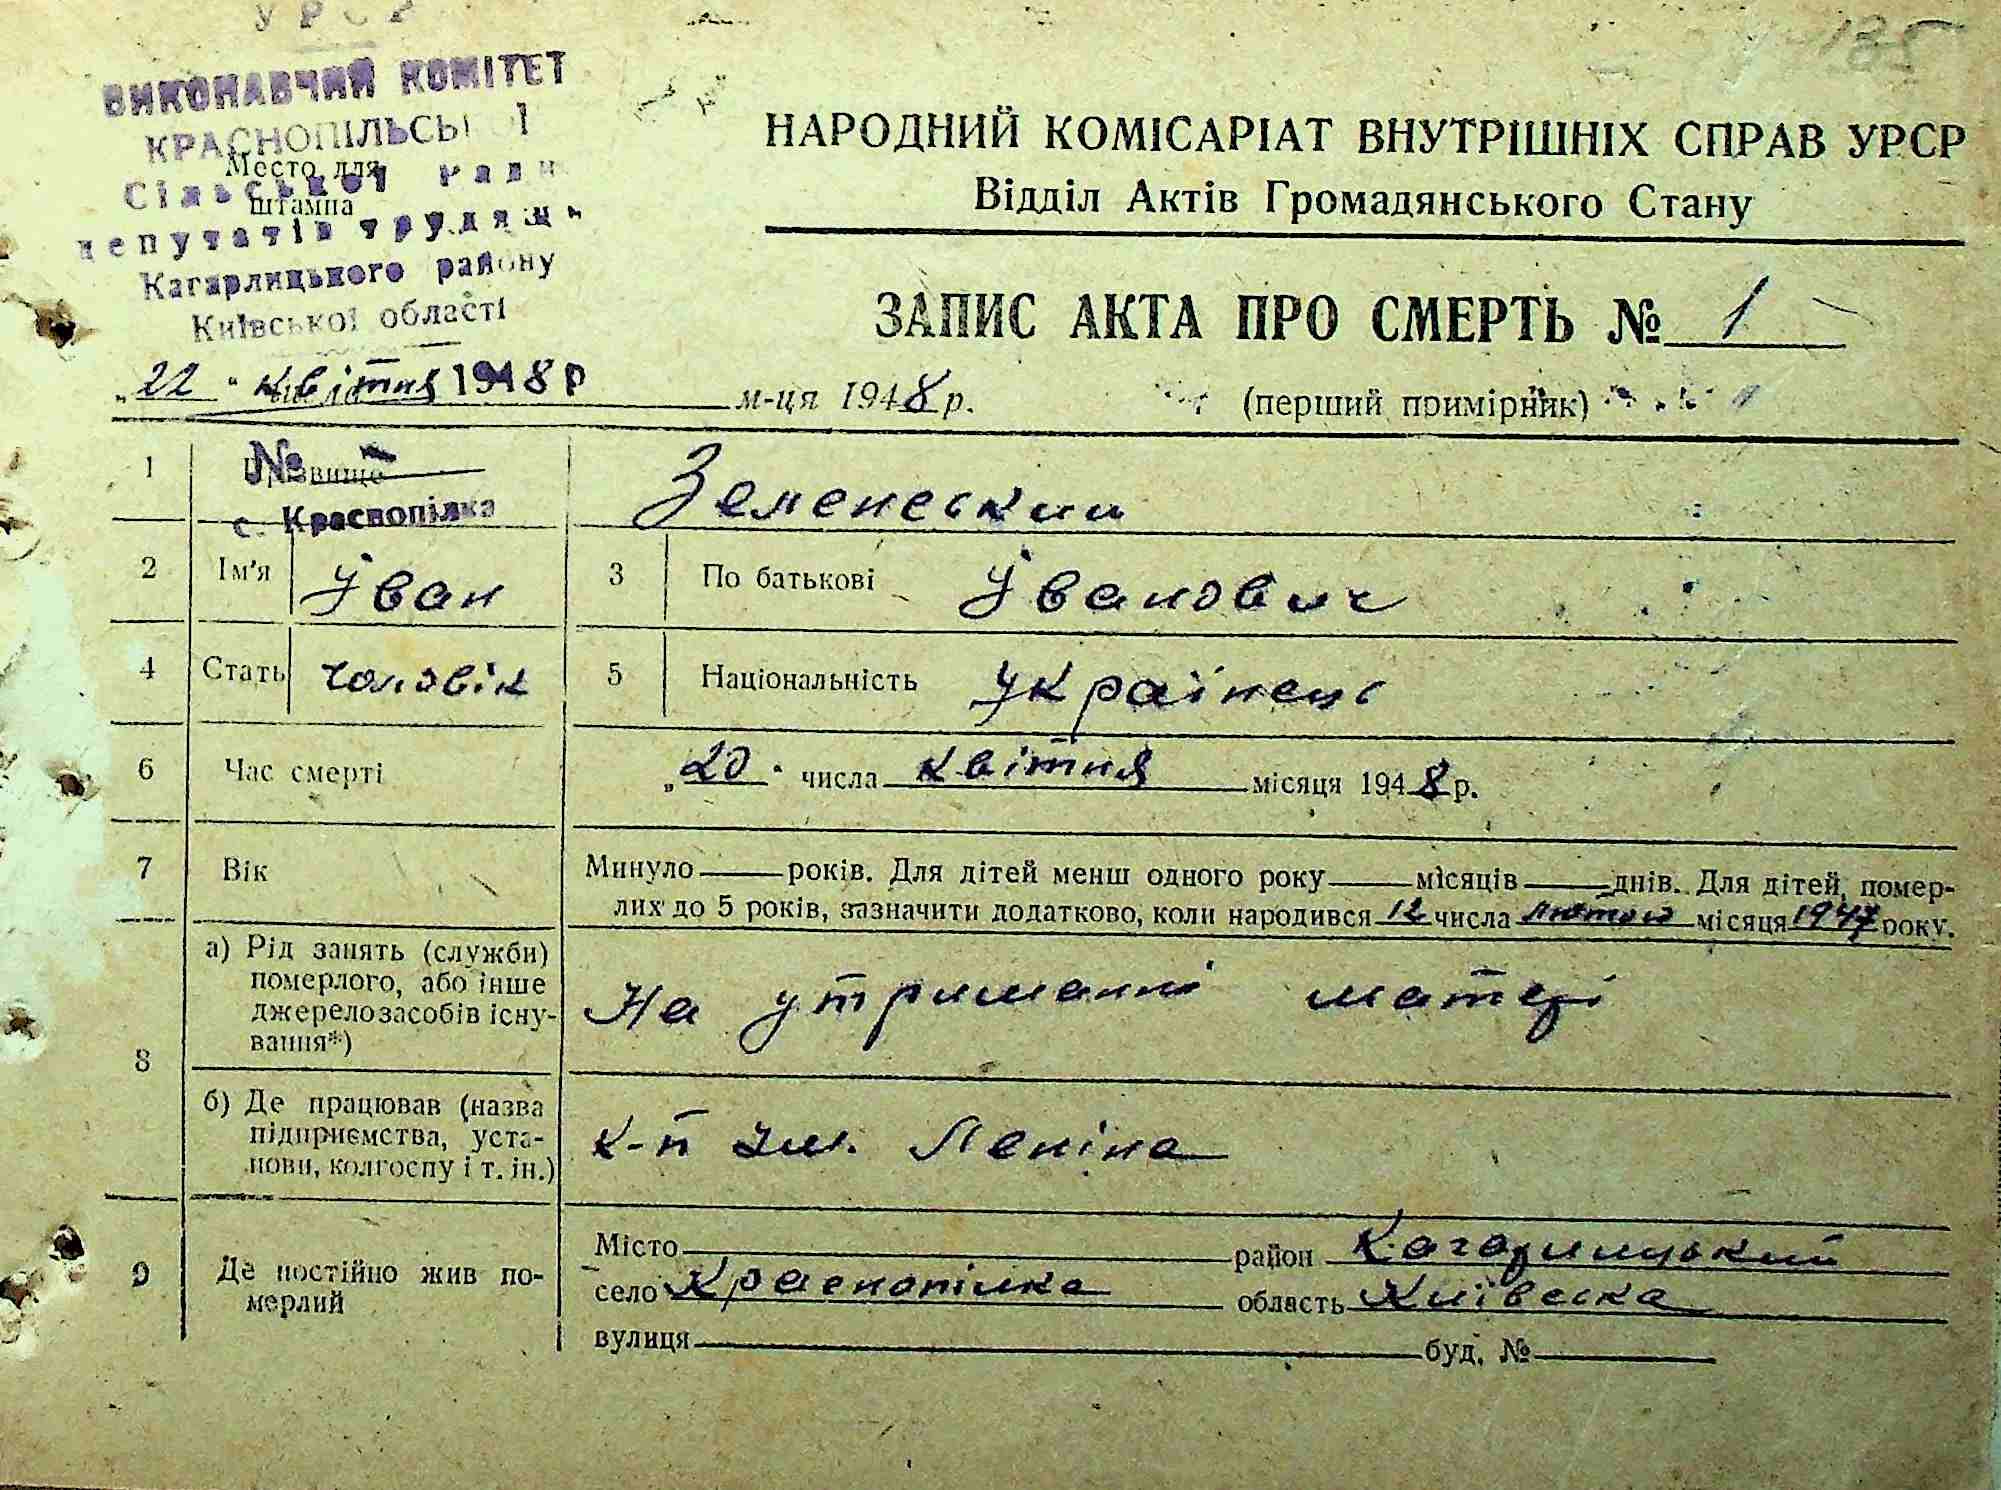 УРСР
185
ВИКОНАВЧИЙ КОМІТЕТ
КРАСНОПІЛЬСЬКОЇ
Место для
Сільської Ради
штампа
депутатів трудящ.
Кагарлицького району
Київської області
НАРОДНИЙ КОМІСАРІАТ ВНУТРІШНІХ СПРАВ УРСР
Відділ Актів Громадянського Стану
ЗАПИС АКТА ПРО СМЕРТЬ № 1
"22" квітня 1948 р м-ця 1948 р. (перший примірник)
1 Прізвище №
с. Краснопілка
Зеленський
2 Ім'я Іван 3 По батькові Іванович
4 Стать чоловік 5 Національність українець
6 Час смерті "20" числа квітня місяця 1948 р.
7 Вік Минуло років. Для дітей менш одного року місяців днів. Для дітей, помер-
лих до 5 років, зазначити додатково, коли народився 12 числа лютого місяця 1947 року.
8 а) Рід занять (служби) померлого, або інше джерело засобів існу-вання*) На утриманні матері
б) Де працював (назва підприємства, уста-нови, колгоспу і т. ін.) к-п ім. Леніна
9 Де постійно жив по-мерлий
Місто район Кагарлицький
село Краснопілка область Київська
вулиця буд. №